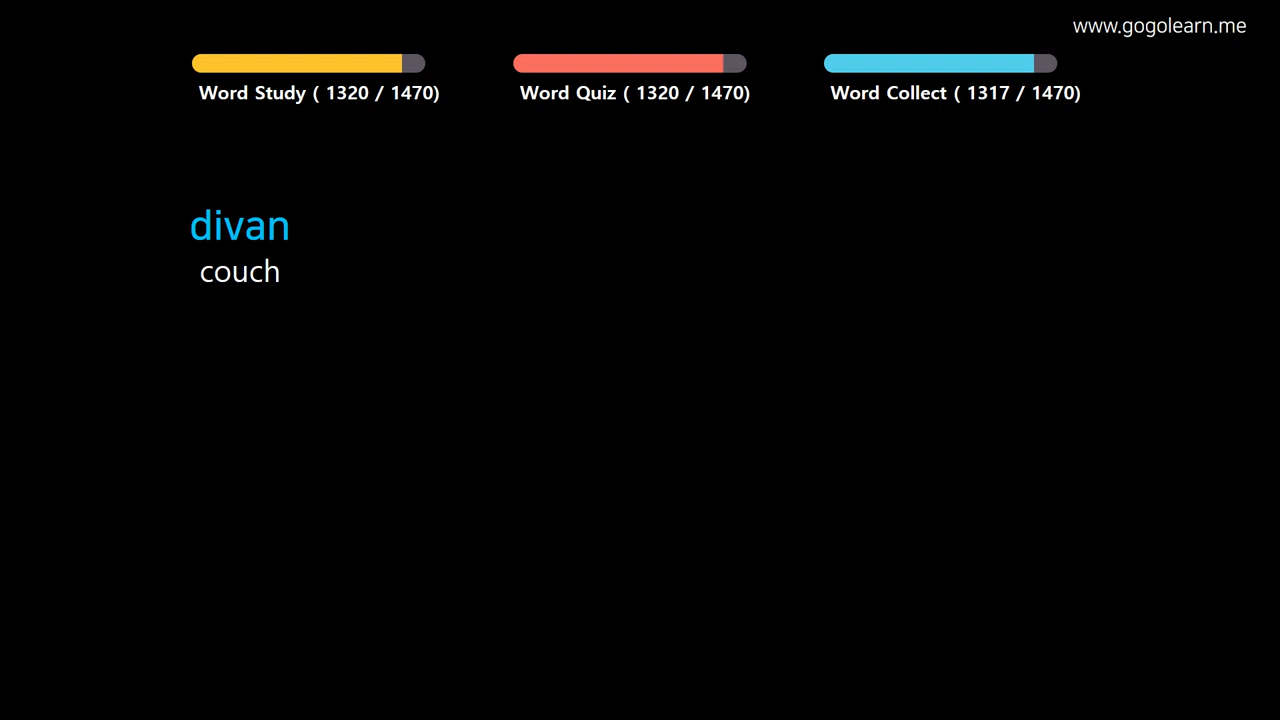 www.gogolearn.me
Word Study ( 1320 / 1470)
Word Quiz ( 1320 / 1470)
Word Collect ( 1317 / 1470)
divan
couch